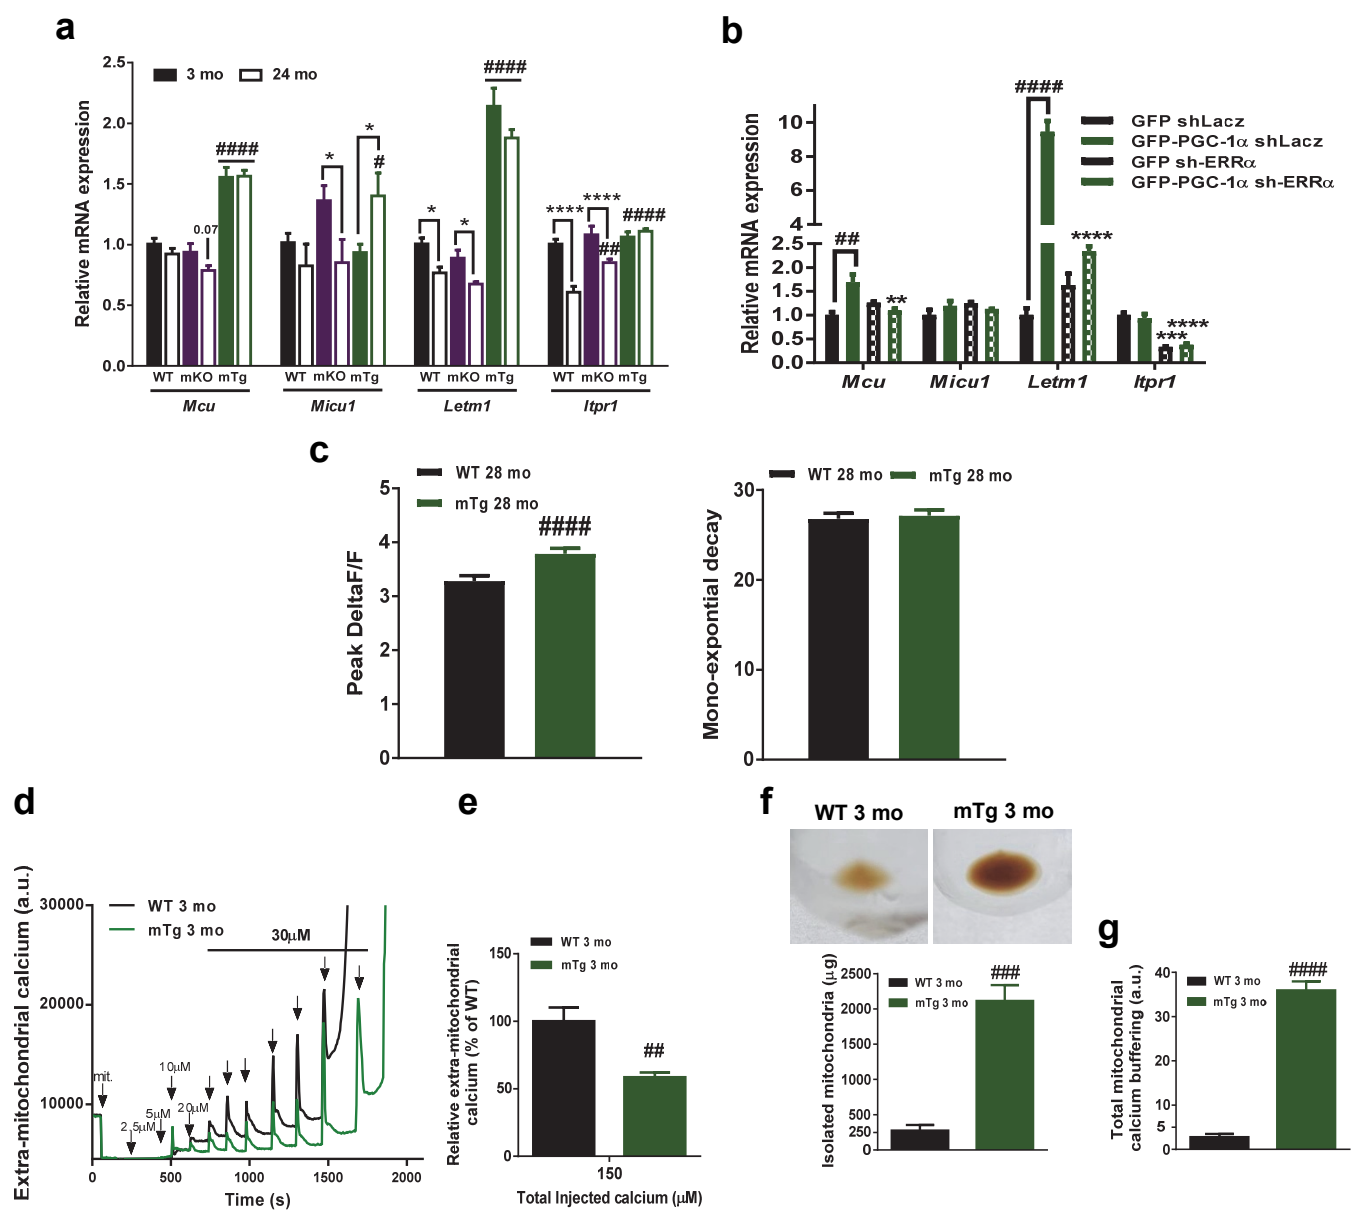 a
Relative mRNA expression
2.5
2.0
1.5
1.0
0.5
0.0
3 mo
24 mo
####
0.07
*
*
#
*
*
####
****
****
##
####
WT mKO mTg
WT mKO mTg
WT mKO mTg
WT mKO mTg
Mcu
Micu1
Letm1
Itpr1
b
Relative mRNA expression
10
8
6
4
2.5
2.0
1.5
1.0
0.5
0.0
##
**
####
****
***
****
GFP shLacz
GFP-PGC-1α shLacz
GFP sh-ERRα
GFP-PGC-1α sh-ERRα
Mcu
Micu1
Letm1
Itpr1
c
Peak DeltaF/F
5
4
3
2
1
0
WT 28 mo
mTg 28 mo
####
Mono-expontial decay
30
20
10
0
WT 28 mo
mTg 28 mo
d
Extra-mitochondrial calcium (a.u.)
30000
20000
10000
WT 3 mo
mTg 3 mo
30μM
mit.
2.5μM
5μM
10μM
20μM
0
500
1000
1500
2000
Time (s)
e
Relative extra-mitochondrial
calcium (% of WT)
150
100
50
0
WT 3 mo
mTg 3 mo
##
150
Total Injected calcium (μM)
f
WT 3 mo
mTg 3 mo
Isolated mitochondria (μg)
2500
2000
1500
1000
500
250
0
WT 3 mo
mTg 3 mo
###
g
Total mitochondrial
calcium buffering (a.u.)
40
30
20
10
5
0
WT 3 mo
mTg 3 mo
####